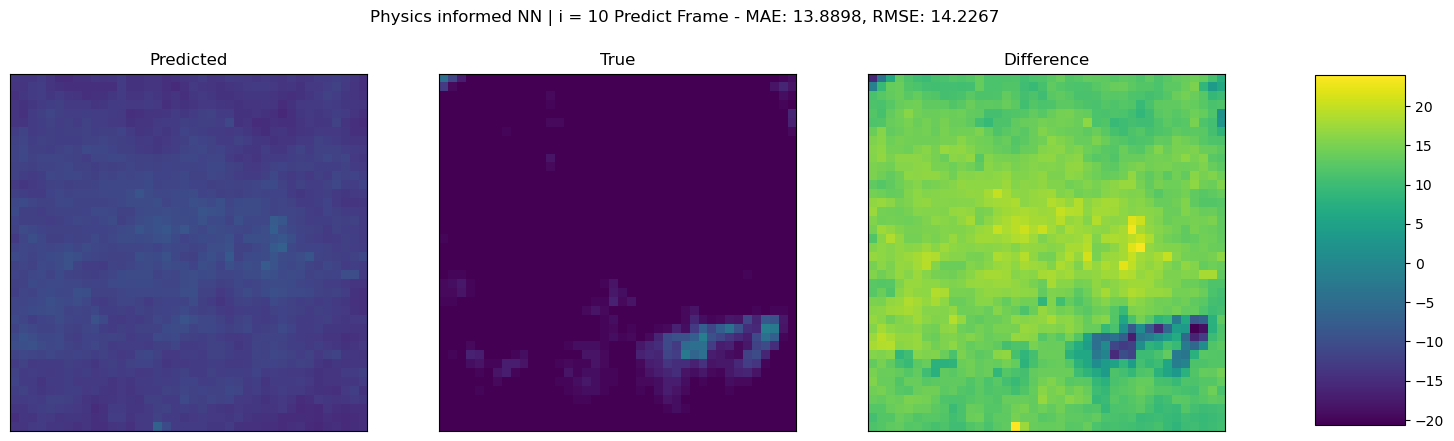 Physics informed NN | i = 10 Predict Frame - MAE: 13.8898, RMSE: 14.2267
Predicted
True
Difference
20
15
10
5
0
−5
−10
−15
−20